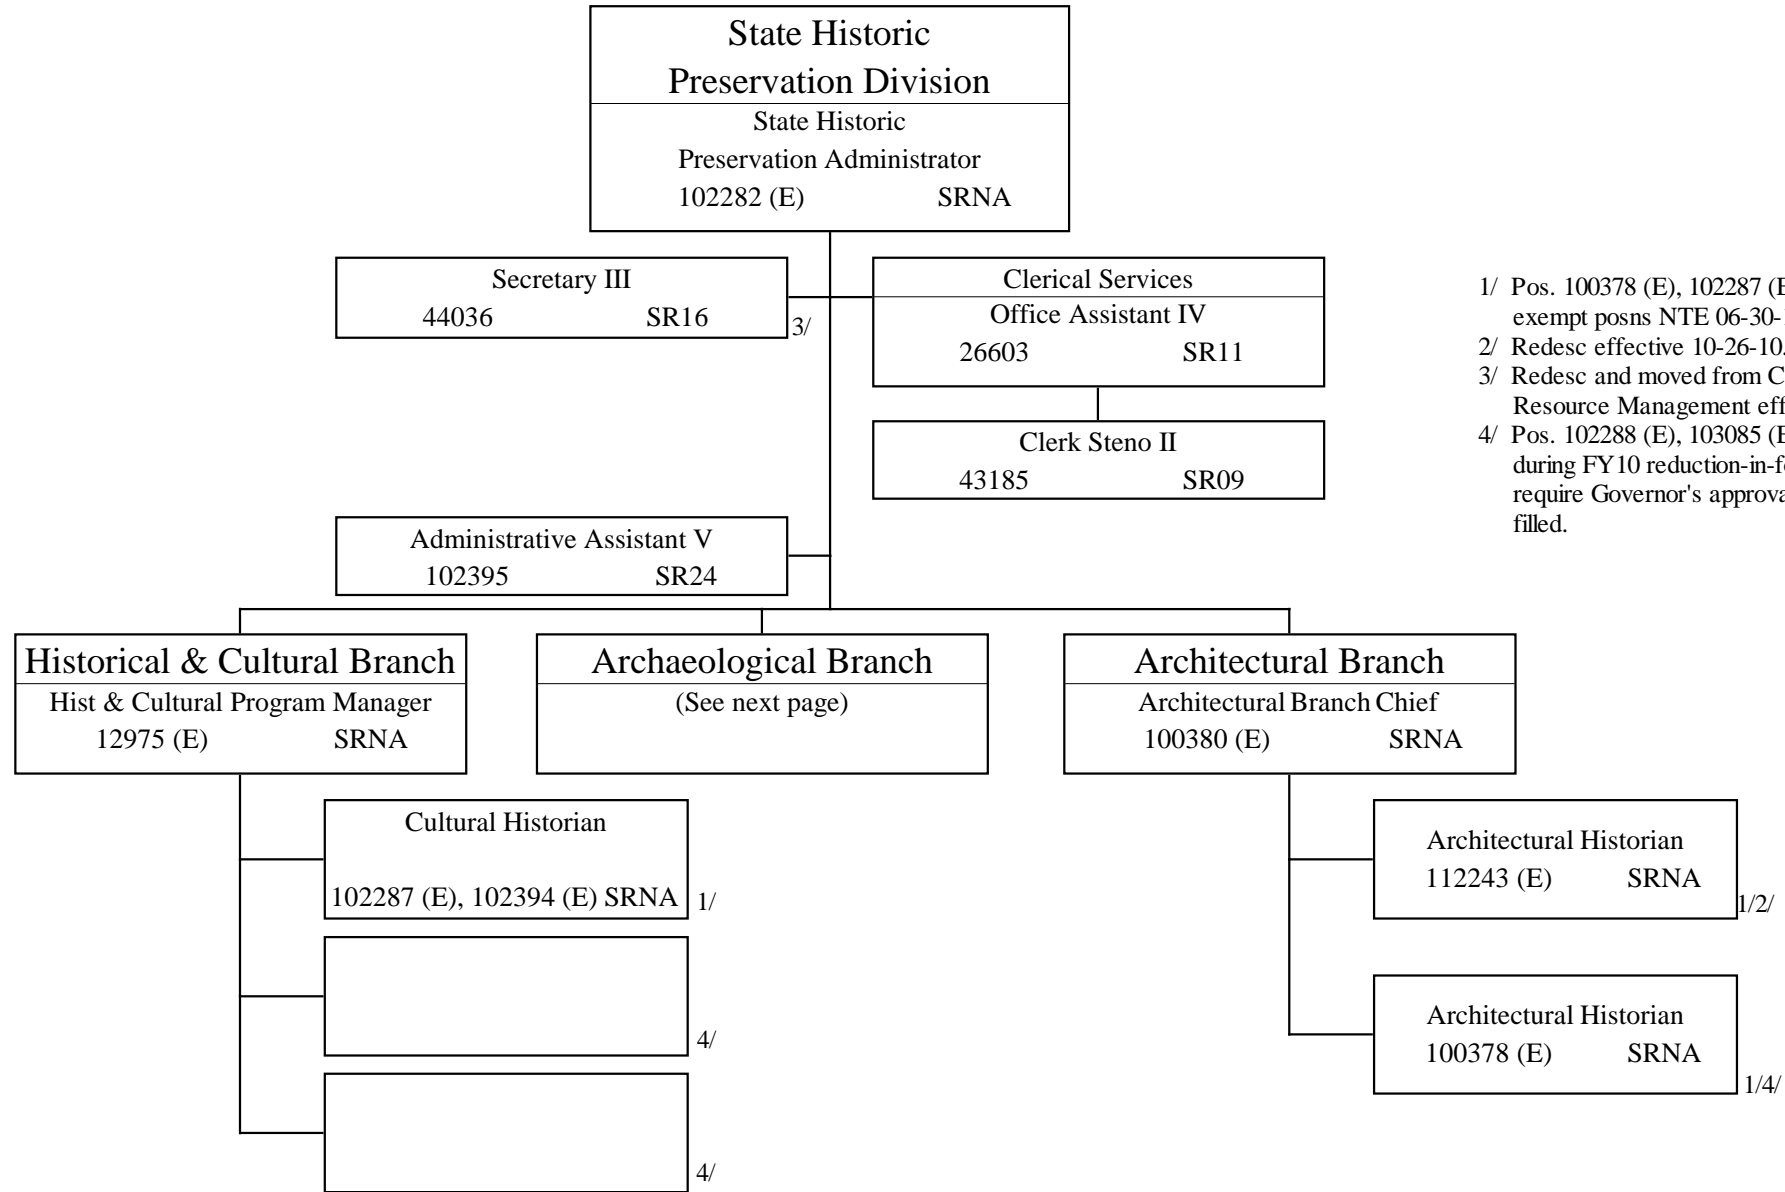 State Historic
Preservation Division
State Historic
Preservation Administrator
102282 (E) SRNA
Secretary III
44036 SR16
3/
Clerical Services
Office Assistant IV
26603 SR11
Clerk Steno II
43185 SR09
1/ Pos. 100378 (E), 102287 (E
exempt posns NTE 06-30-
2/ Redesc effective 10-26-10.
3/ Redesc and moved from C
Resource Management eff
4/ Pos. 102288 (E), 103085 (E
during FY10 reduction-in-f
require Governor's approva
filled.
Administrative Assistant V
102395 SR24
Historical & Cultural Branch
Hist & Cultural Program Manager
12975 (E) SRNA
Archaeological Branch
(See next page)
Architectural Branch
Architectural Branch Chief
100380 (E) SRNA
Cultural Historian
102287 (E), 102394 (E) SRNA
1/
4/
4/
Architectural Historian
112243 (E) SRNA
1/2/
Architectural Historian
100378 (E) SRNA
1/4/